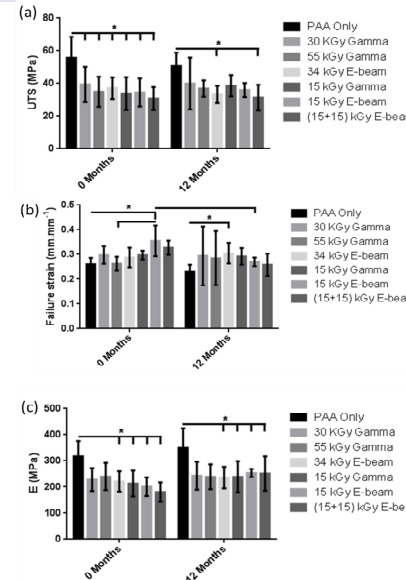 (a)
*
*
80
60
40
20
0
UTS (MPa)
0 Months
12 Months
PAA Only
30 KGy Gamma
55 kGy Gamma
34 kGy E-beam
15 kGy Gamma
15 kGy E-beam
(15+15) kGy E-bea
(b)
*
*
0.5
0.4
0.3
0.2
0.1
0.0
Failure strain (mm.mm-1)
0 Months
12 Months
PAA Only
30 KGy Gamma
55 kGy Gamma
34 kGy E-beam
15 kGy Gamma
15 kGy E-beam
(15+15) kGy E-bea
(c)
*
*
500
400
300
200
100
0
E (MPa)
0 Months
12 Months
PAA Only
30 KGy Gamma
55 kGy Gamma
34 kGy E-beam
15 kGy Gamma
15 kGy E-beam
(15+15) kGy E-be